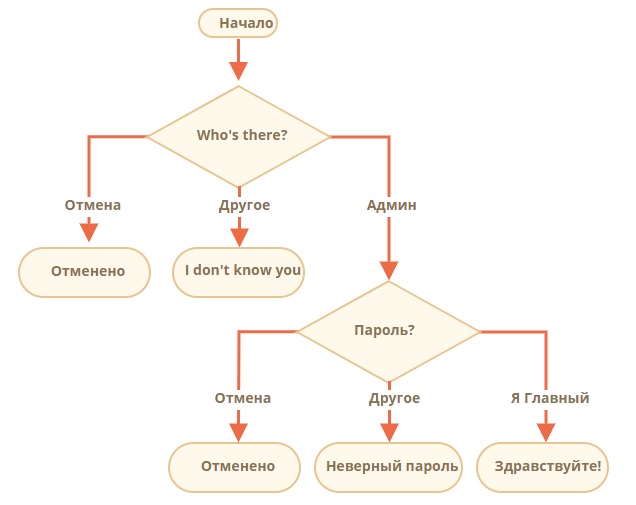 Начало
Who's there?
Отмена
Другое
Админ
Отменено
I don't know you
Пароль?
Отмена
Другое
Я Главный
Отменено
Неверный пароль
Здравствуйте!